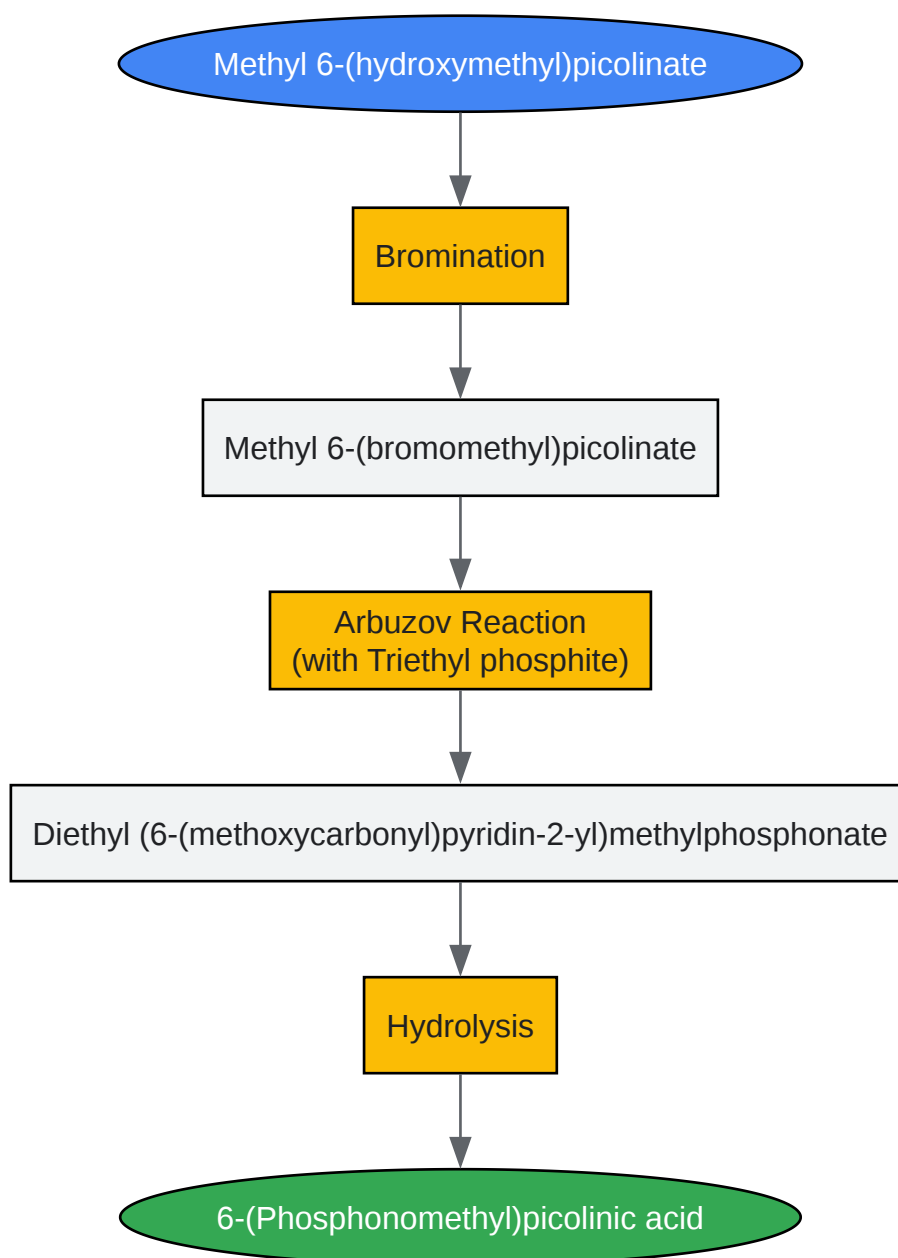 Methyl 6-(hydroxymethyl)picolinate
Bromination
Methyl 6-(bromomethyl)picolinate
Arbuzov Reaction
(with Triethyl phosphite)
Diethyl (6-(methoxycarbonyl)pyridin-2-yl)methylphosphonate
Hydrolysis
6-(Phosphonomethyl)picolinic acid